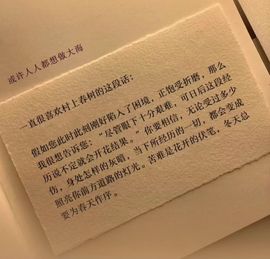 或许人人都想做大海
一直很喜欢村上春树的这段话：
假如您此时此刻刚好陷入了困境，正饱受折磨，那么
我很想告诉您：“尽管眼下十分艰难，可日后这段经
历说不定就会开花结果。”你要相信，无论受过多少
伤，身处怎样的灰暗，当下所经历的一切，都会变成
照亮你前方道路的灯光。苦难是花开的伏笔，冬天总
要为春天作序。